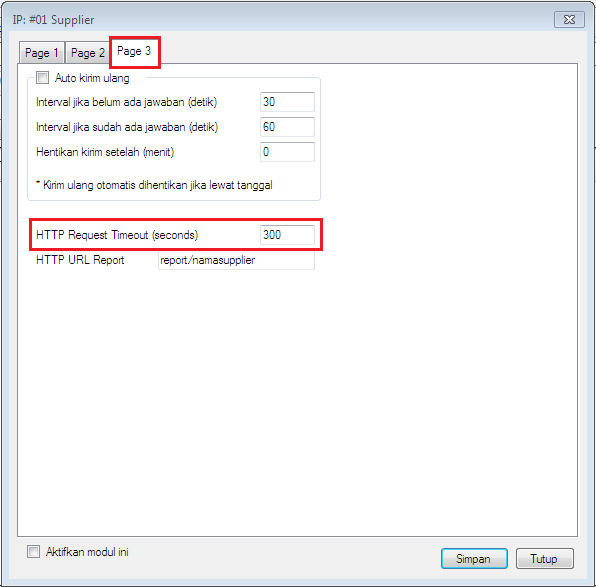 IP: #01 Supplier
Page 1 Page 2 Page 3
Auto kirim ulang
Interval jika belum ada jawaban (detik) 30
Interval jika sudah ada jawaban (detik) 60
Hentikan kirim setelah (menit) 0
* Kirim ulang otomatis dihentikan jika lewat tanggal
HTTP Request Timeout (seconds) 300
HTTP URL Report report/namasupplier
Aktifkan modul ini Simpan Tutup